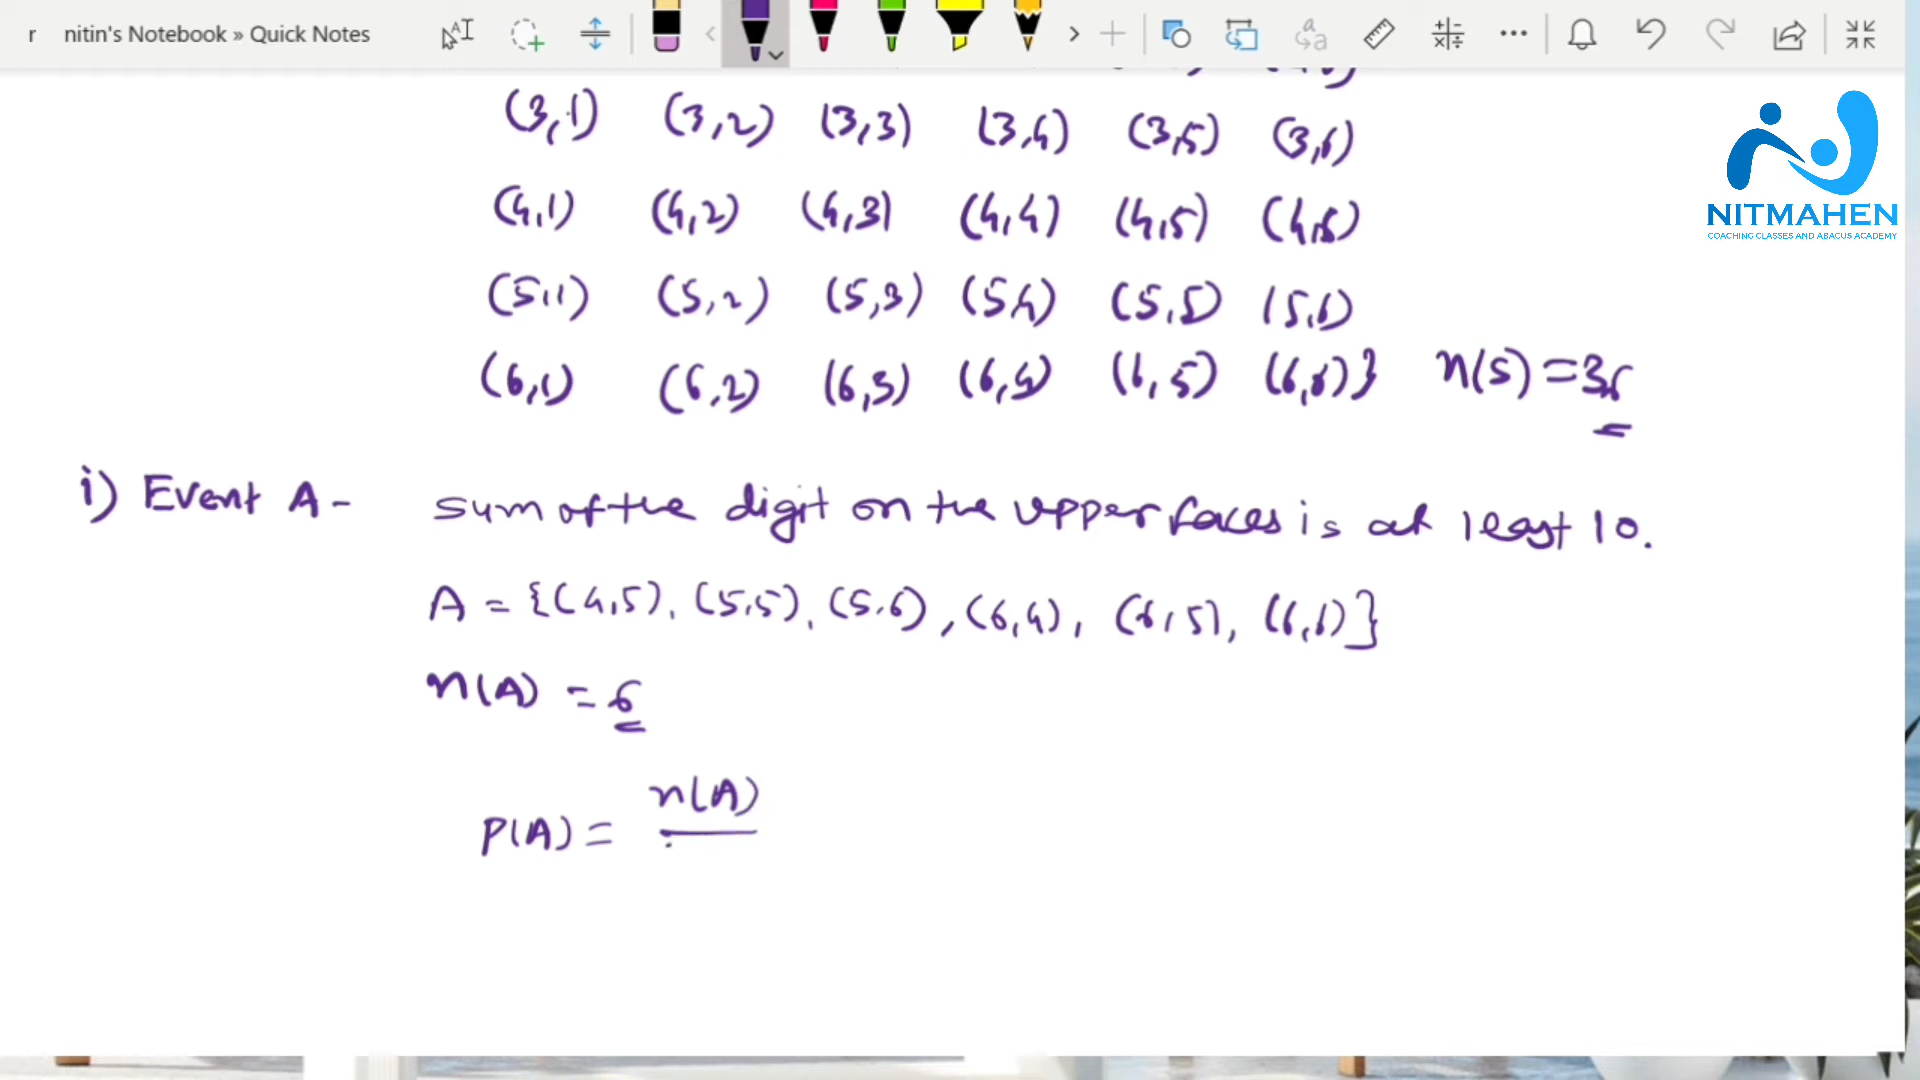 r nitin's Notebook » Quick Notes
(3,1) (3,2) (3,3) (3,4) (3,5) (3,6)
(4,1) (4,2) (4,3) (4,4) (4,5) (4,6)
(5,1) (5,2) (5,3) (5,4) (5,5) (5,6)
(6,1) (6,2) (6,3) (6,4) (6,5) (6,6)} n(S) = 36
i) Event A - sum of the digit on the upper faces is at least 10.
A = {(4,5), (5,5), (5,6), (6,4), (6,5), (6,6)}
n(A) = 6
n(A)
P(A) =
NITMAHEN
COACHING CLASSES AND ABACUS ACADEMY